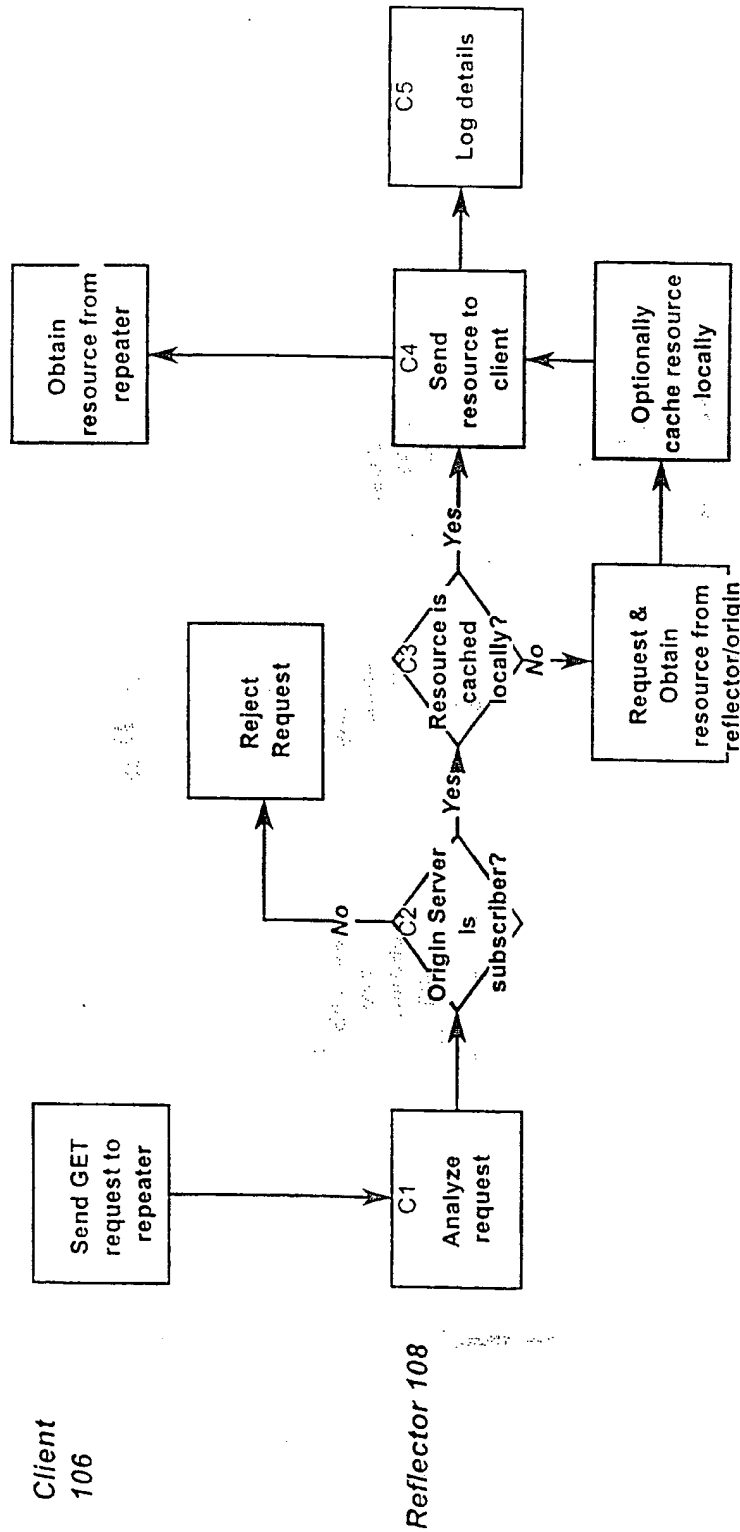 Client
106
Send GET
request to
repeater
Obtain
resource from
repeater
Reject
Request
Reflector 108
C1
Analyze
request
C2
Origin Server
is
subscriber?
No
Yes
C3
Resource is
cached
locally?
Yes
No
C4
Send
resource to
client
C5
Log details
Request &
Obtain
resource from
reflector/origin
Optionally
cache resource
locally